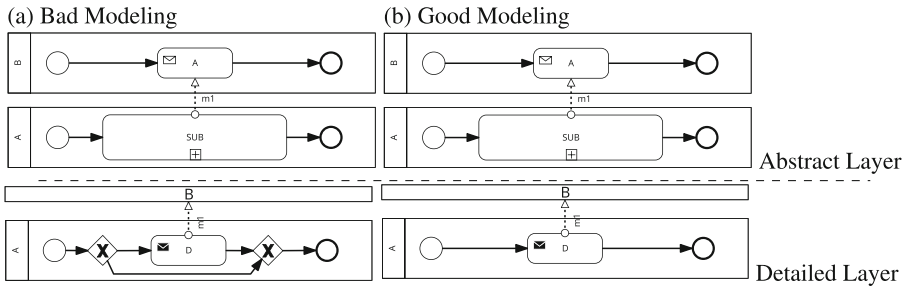 (a) Bad Modeling
B
A
m1
A
SUB
B
m1
A
X
D
X
(b) Good Modeling
B
A
m1
A
SUB
Abstract Layer
B
m1
A
D
Detailed Layer